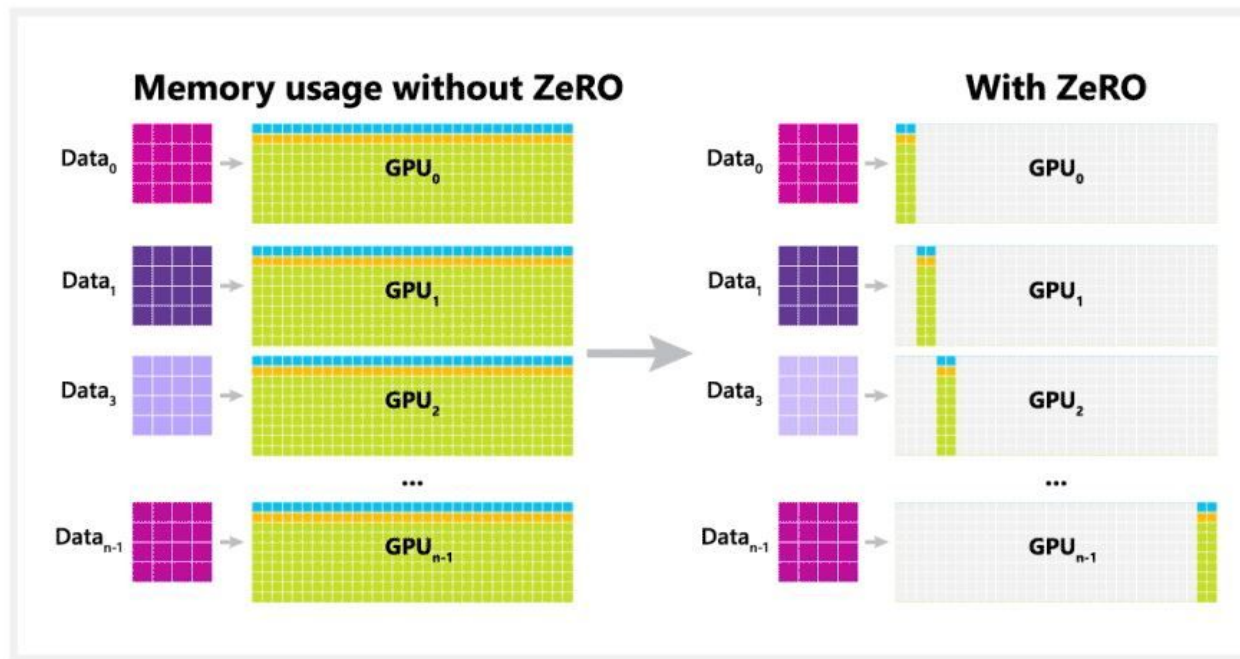 Memory usage without ZeRO
With ZeRO
Data0
GPU0
Data0
GPU0
Data1
GPU1
Data1
GPU1
Data3
GPU2
Data3
GPU2
...
...
Datan-1
GPUn-1
Datan-1
GPUn-1